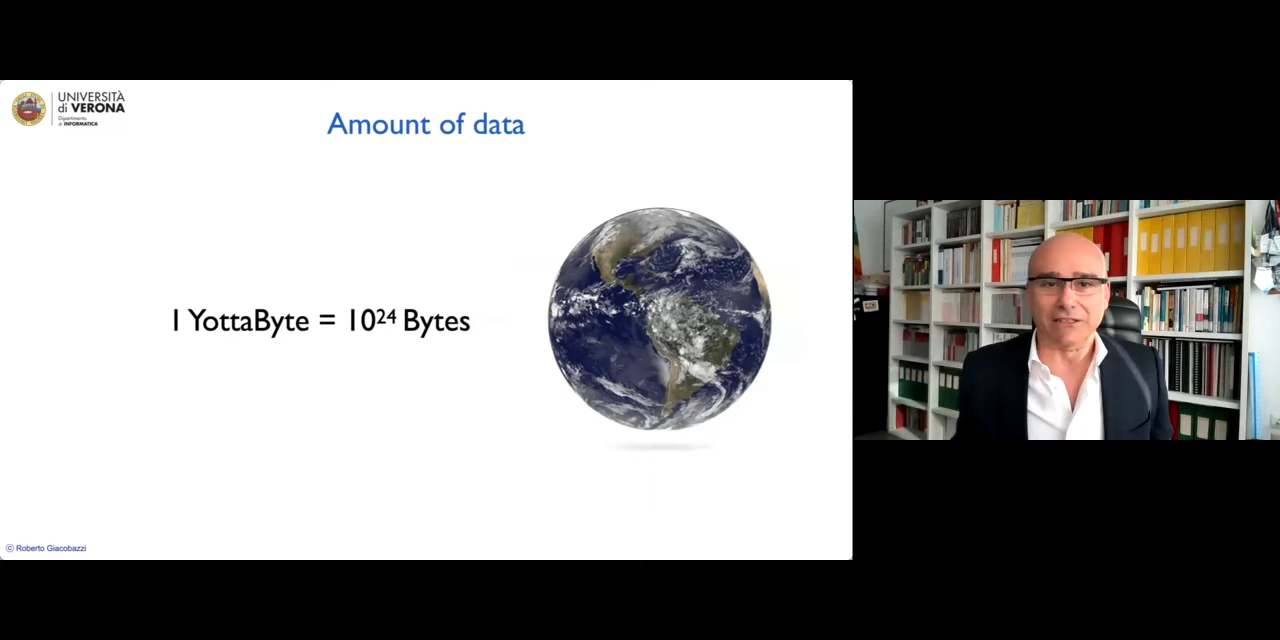 UNIVERSITÀ
di VERONA
Dipartimento
di INFORMATICA
Amount of data
1 YottaByte = 10²⁴ Bytes
© Roberto Giacobazzi